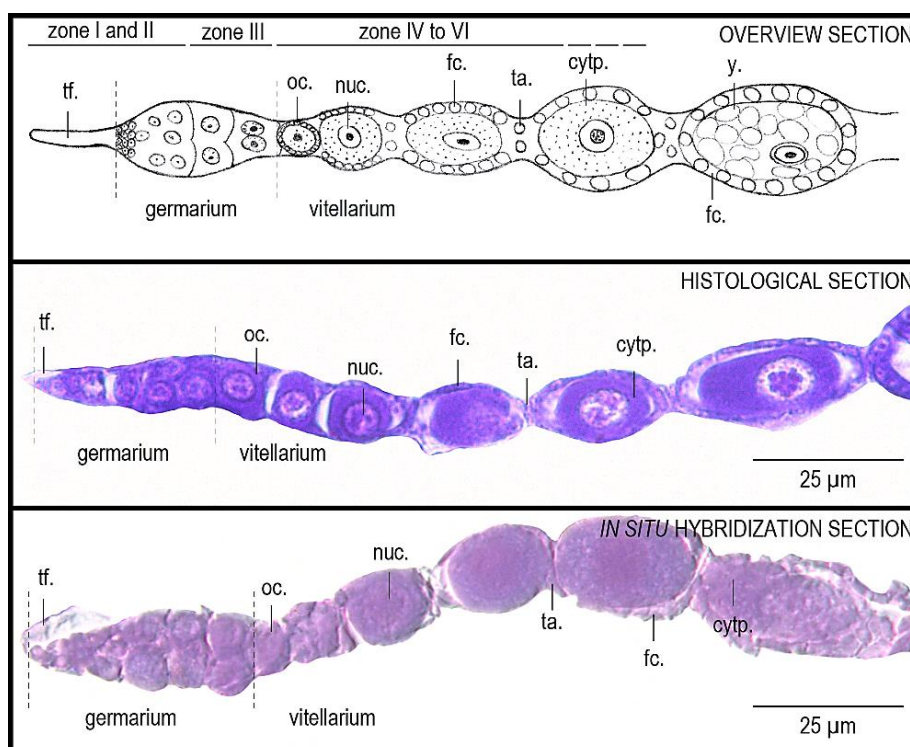 zone I and II
zone III
zone IV to VI
OVERVIEW SECTION
tf.
oc.
nuc.
fc.
ta.
cytp.
y.
fc.
germarium
vitellarium
HISTOLOGICAL SECTION
tf.
oc.
nuc.
fc.
ta.
cytp.
germarium
vitellarium
25 µm
IN SITU HYBRIDIZATION SECTION
tf.
oc.
nuc.
ta.
fc.
cytp.
germarium
vitellarium
25 µm